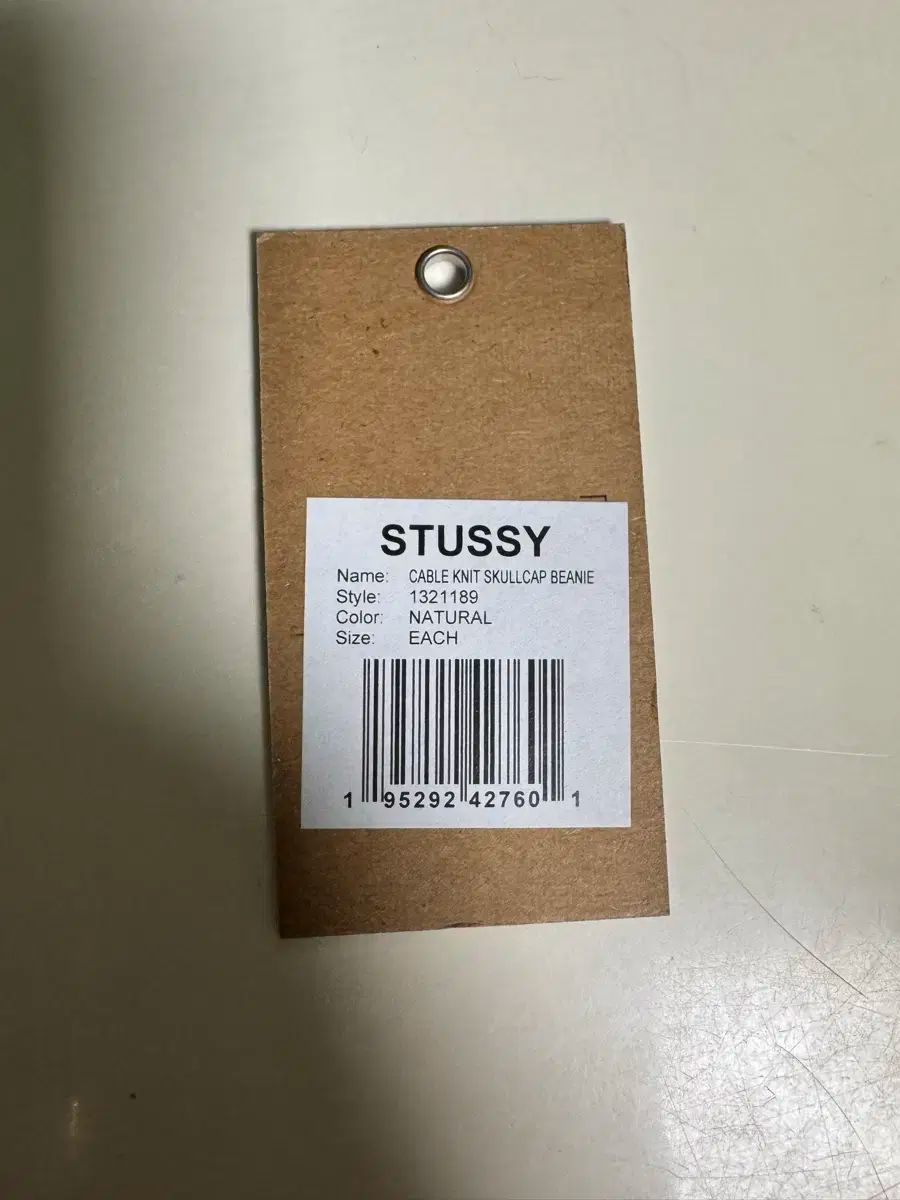 STUSSY
Name: CABLE KNIT SKULLCAP BEANIE
Style: 1321189
Color: NATURAL
Size: EACH
1 95292 42760 1